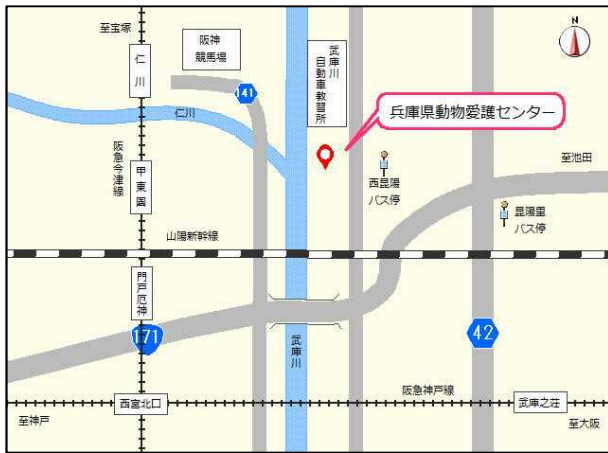 至宝塚
N
阪神
競馬場
武庫川
自動車教習所
仁川
141
兵庫県動物愛護センター
仁川
阪急今津線
甲東園
至池田
西昆陽
バス停
昆陽里
バス停
山陽新幹線
門戸厄神
171
武庫川
42
阪急神戸線
西宮北口
武庫之荘
至神戸
至大阪